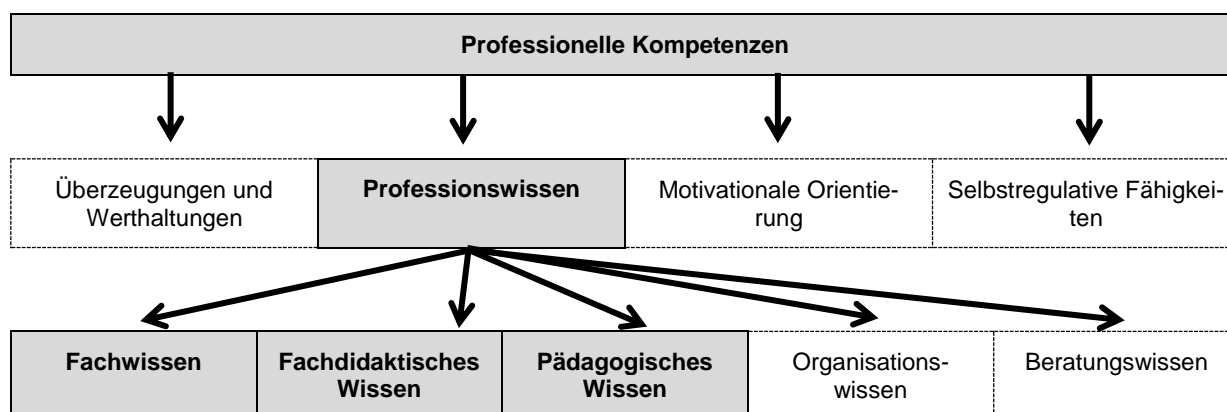 Professionelle Kompetenzen
Überzeugungen und
Werthaltungen
Professionswissen
Motivationale Orientie-
rung
Selbstregulative Fähigkei-
ten
Fachwissen
Fachdidaktisches
Wissen
Pädagogisches
Wissen
Organisations-
wissen
Beratungswissen